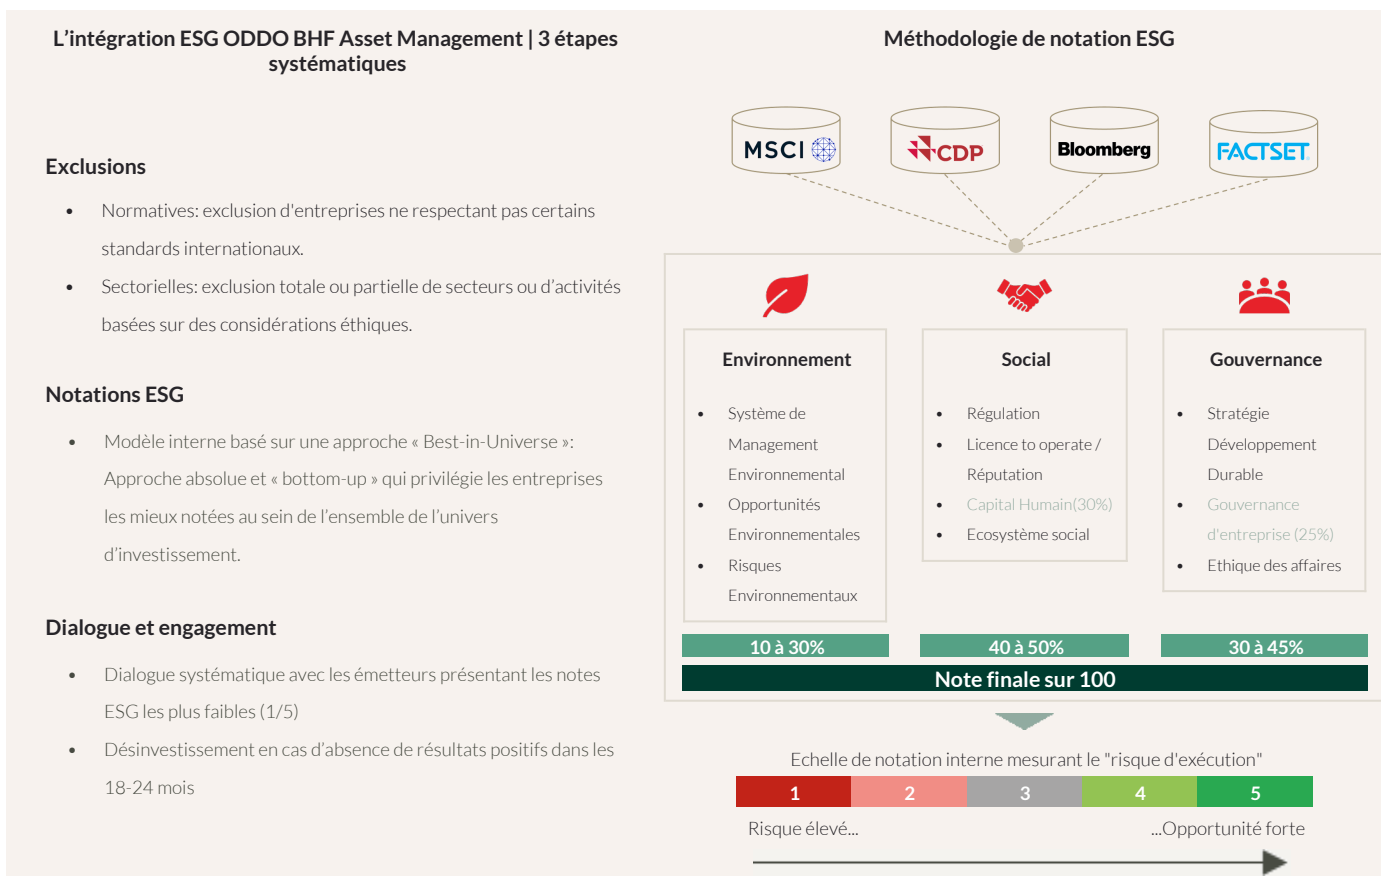 L’intégration ESG ODDO BHF Asset Management | 3 étapes
systématiques
Exclusions
• Normatives: exclusion d'entreprises ne respectant pas certains
standards internationaux.
• Sectorielles: exclusion totale ou partielle de secteurs ou d’activités
basées sur des considérations éthiques.
Notations ESG
• Modèle interne basé sur une approche « Best-in-Universe »:
Approche absolue et « bottom-up » qui privilégie les entreprises
les mieux notées au sein de l’ensemble de l’univers
d’investissement.
Dialogue et engagement
• Dialogue systématique avec les émetteurs présentant les notes
ESG les plus faibles (1/5)
• Désinvestissement en cas d’absence de résultats positifs dans les
18-24 mois
Méthodologie de notation ESG
MSCI
CDP
Bloomberg
FACTSET
Environnement
• Système de
Management
Environnemental
• Opportunités
Environnementales
• Risques
Environnementaux
10 à 30%
Social
• Régulation
• Licence to operate /
Réputation
• Capital Humain(30%)
• Ecosystème social
40 à 50%
Gouvernance
• Stratégie
Développement
Durable
• Gouvernance
d'entreprise (25%)
• Ethique des affaires
30 à 45%
Note finale sur 100
Echelle de notation interne mesurant le "risque d'exécution"
1 2 3 4 5
Risque élevé... ...Opportunité forte